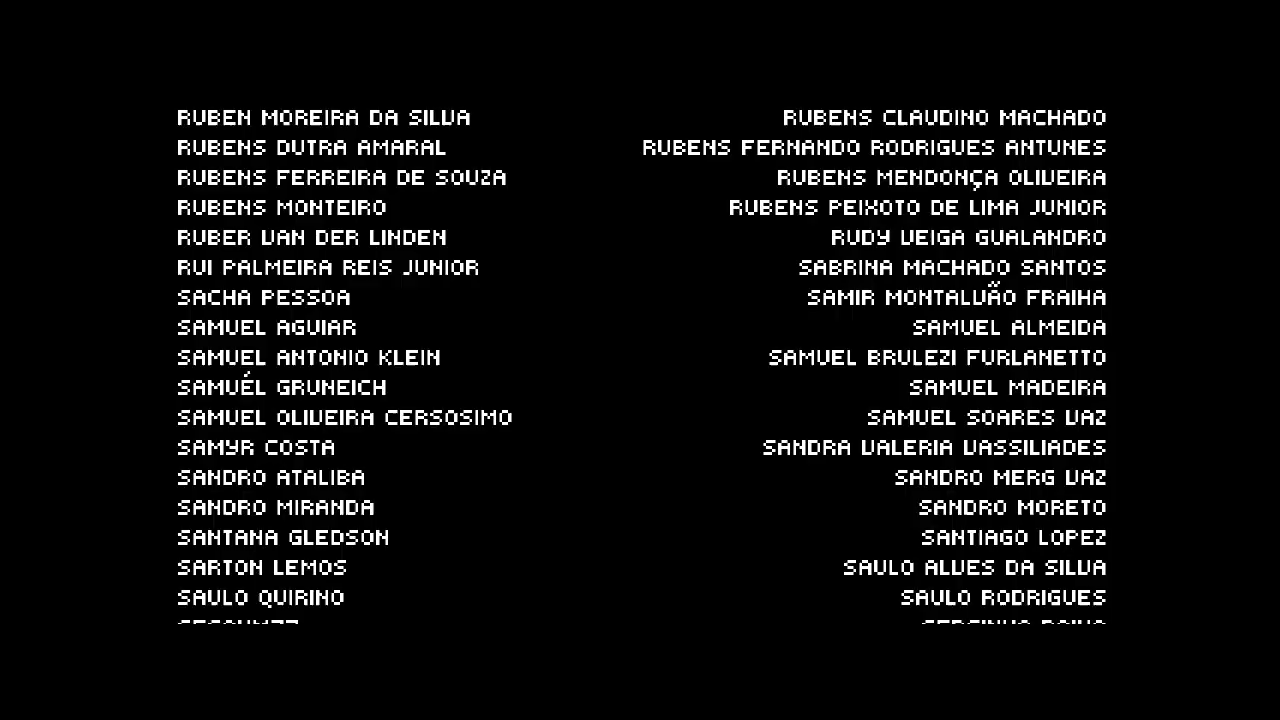 RUBEN MOREIRA DA SILVA RUBENS CLAUDINO MACHADO
RUBENS DUTRA AMARAL RUBENS FERNANDO RODRIGUES ANTUNES
RUBENS FERREIRA DE SOUZA RUBENS MENDONÇA OLIVEIRA
RUBENS MONTEIRO RUBENS PEIXOTO DE LIMA JUNIOR
RUBER VAN DER LINDEN RUDY VEIGA GUALANDRO
RUI PALMEIRA REIS JUNIOR SABRINA MACHADO SANTOS
SACHA PESSOA SAMIR MONTALVÃO FRAIHA
SAMUEL AGUIAR SAMUEL ALMEIDA
SAMUEL ANTONIO KLEIN SAMUEL BRULEZI FURLANETTO
SAMUÉL GRUNEICH SAMUEL MADEIRA
SAMUEL OLIVEIRA CERSOSIMO SAMUEL SOARES VAZ
SAMYR COSTA SANDRA VALERIA VASSILIADES
SANDRO ATALIBA SANDRO MERG VAZ
SANDRO MIRANDA SANDRO MORETO
SANTANA GLEDSON SANTIAGO LOPEZ
SARTON LEMOS SAULO ALVES DA SILVA
SAULO QUIRINO SAULO RODRIGUES